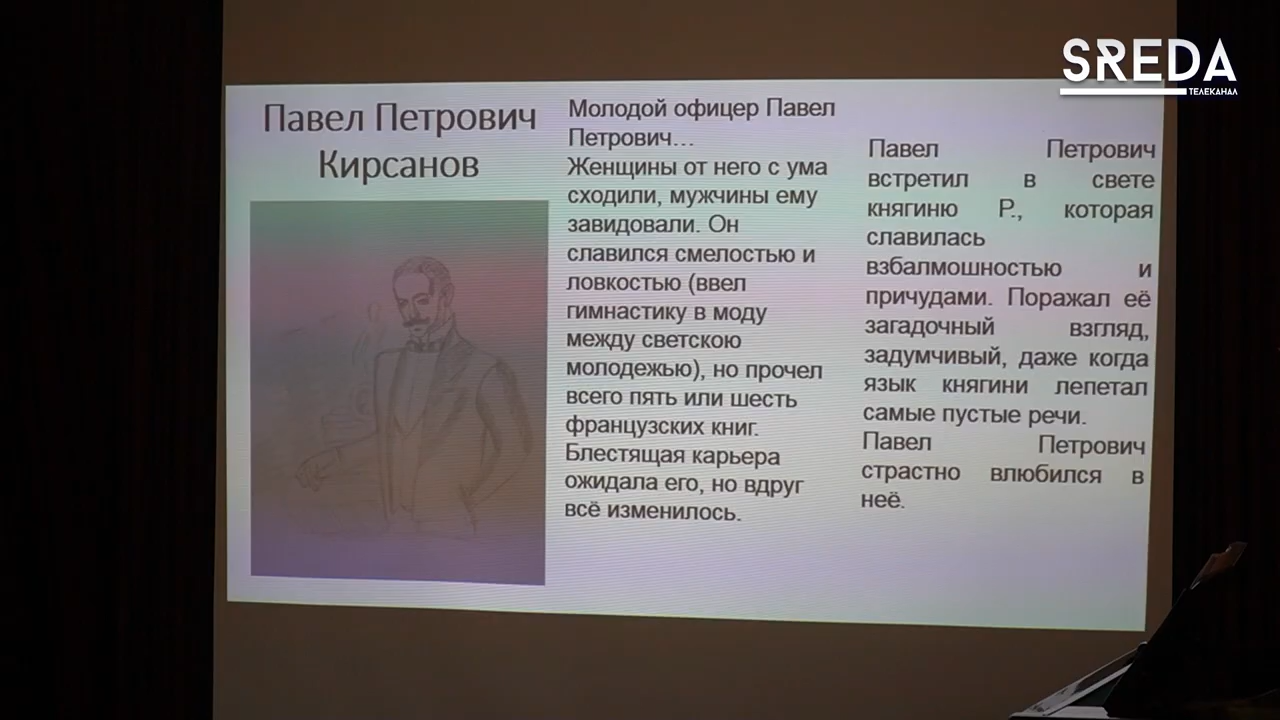 SREDA
ТЕЛЕКАНАЛ
Павел Петрович
Кирсанов
Молодой офицер Павел
Петрович...
Женщины от него с ума
сходили, мужчины ему
завидовали. Он
славился смелостью и
ловкостью (ввел
гимнастику в моду
между светскою
молодежью), но прочел
всего пять или шесть
французских книг.
Блестящая карьера
ожидала его, но вдруг
всё изменилось.
Павел Петрович
встретил в свете
княгиню Р., которая
славилась
взбалмошностью и
причудами. Поражал её
загадочный взгляд,
задумчивый, даже когда
язык княгини лепетал
самые пустые речи.
Павел Петрович
страстно влюбился в
неё.